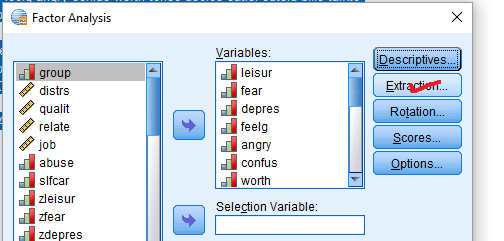 Factor Analysis
Variables:
group
distrs
qualit
relate
job
abuse
slfcar
zleisur
zfear
zdepres
leisur
fear
depres
feelg
angry
confus
worth
Selection Variable:
Descriptives...
Extraction...
Rotation...
Scores...
Options...